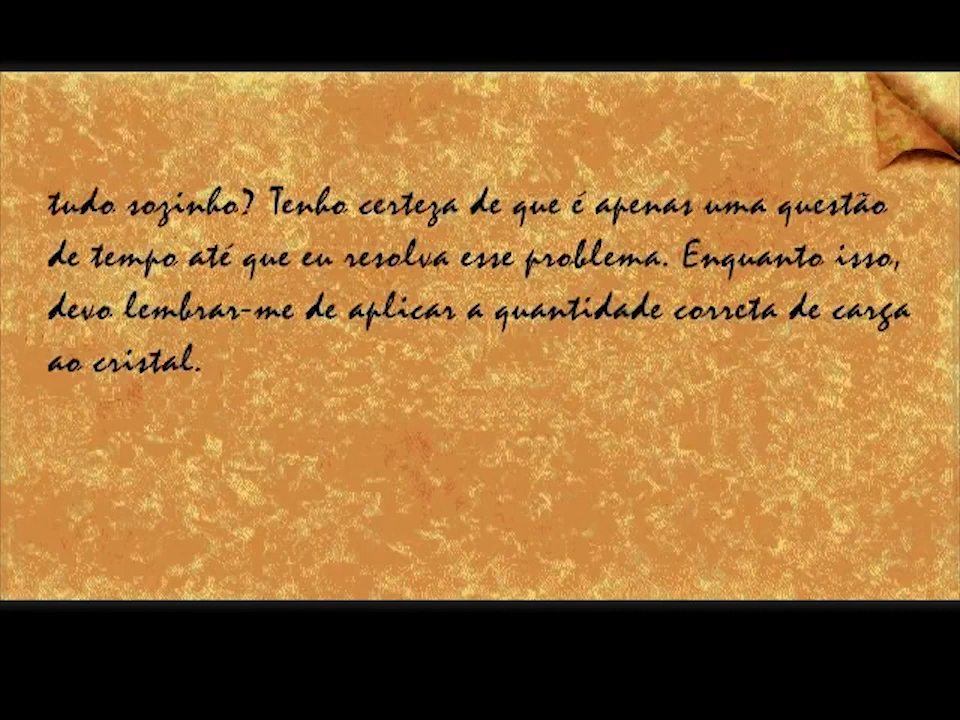 tudo sozinho? Tenho certeza de que é apenas uma questão
de tempo até que eu resolva esse problema. Enquanto isso,
devo lembrar-me de aplicar a quantidade correta de carga
ao cristal.